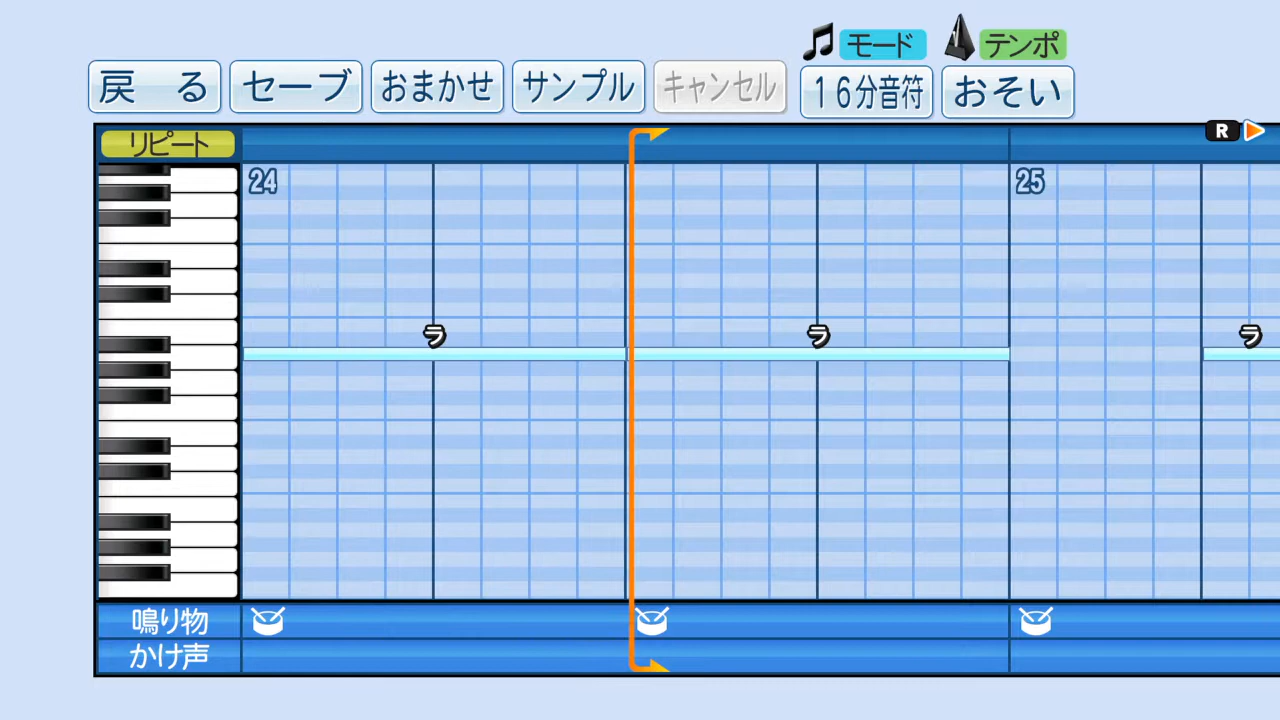 モード テンポ
戻 る セーブ おまかせ サンプル キャンセル 16分音符 おそい
リピート R
24 25
ラ ラ ラ
鳴り物
かけ声